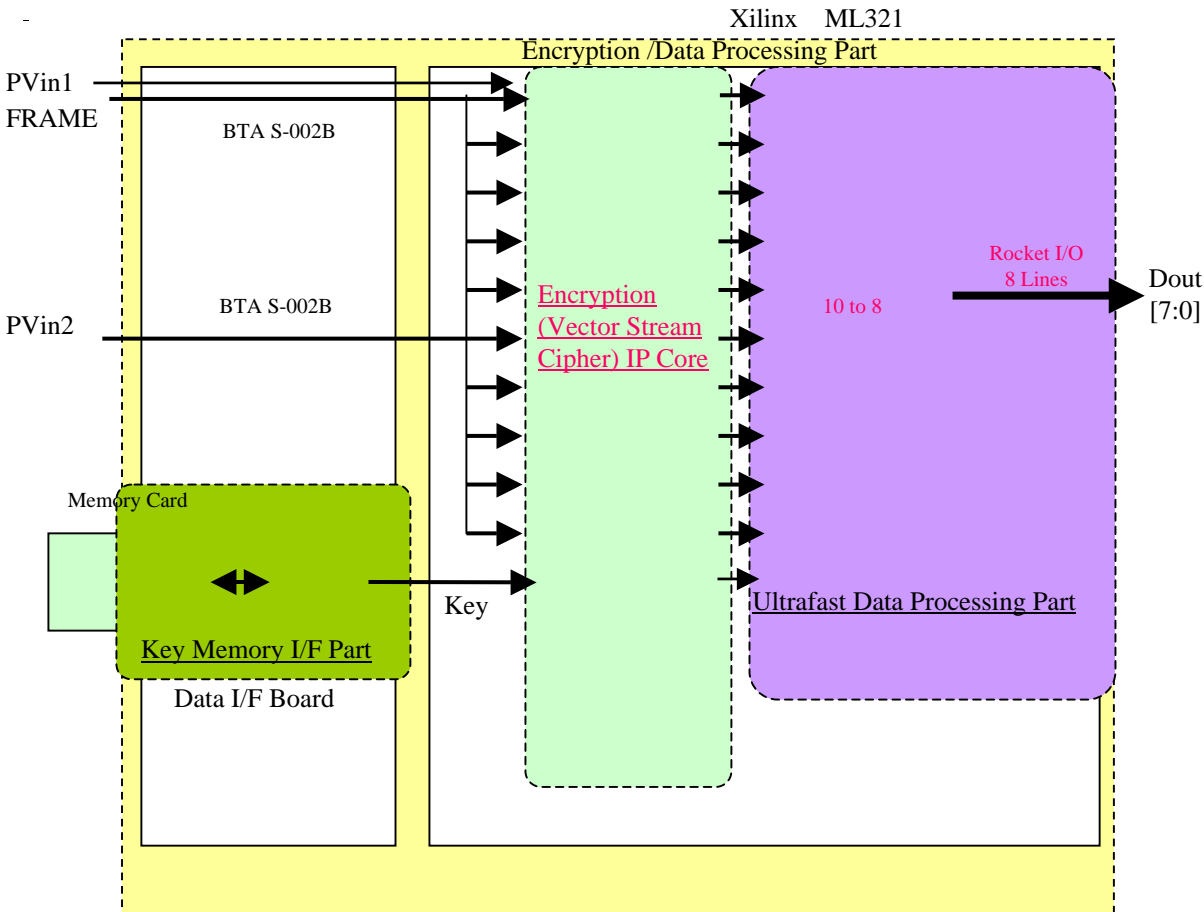 Xilinx ML321
Encryption /Data Processing Part
PVin1
FRAME
BTA S-002B
Rocket I/O
8 Lines
Dout
[7:0]
BTA S-002B
PVin2
Encryption
(Vector Stream
Cipher) IP Core
10 to 8
Memory Card
Key
Ultrafast Data Processing Part
Key Memory I/F Part
Data I/F Board